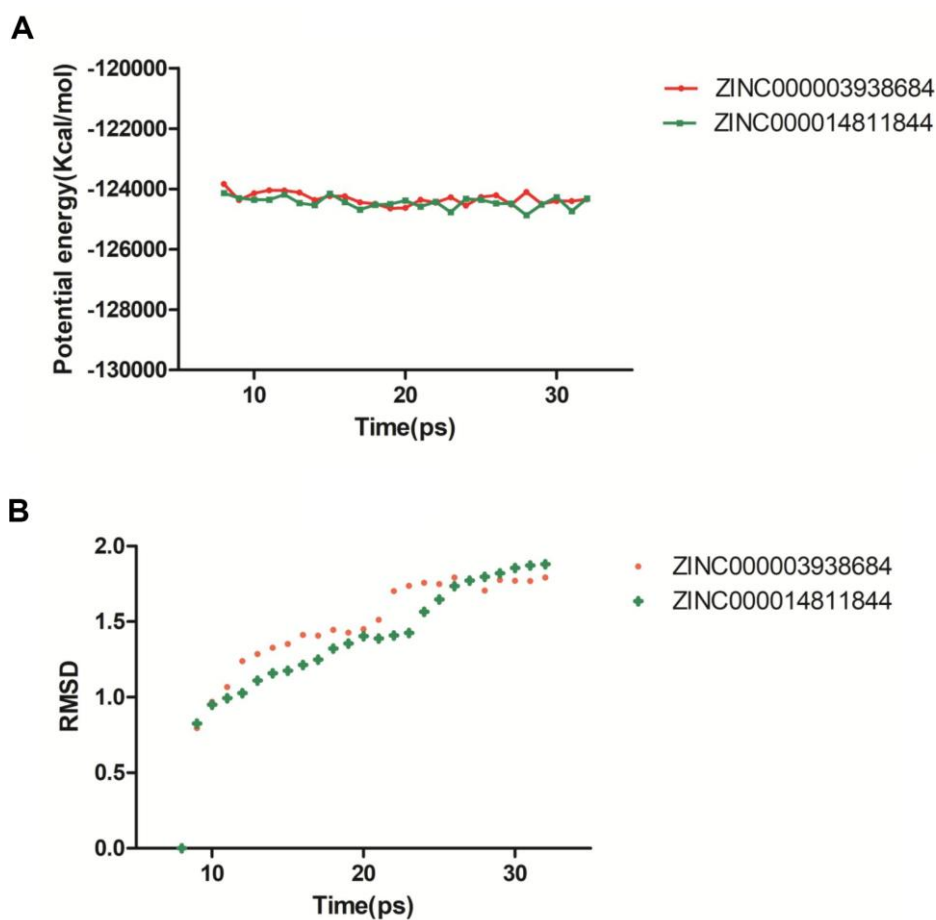 A
Potential energy(Kcal/mol)
-120000
-122000
-124000
-126000
-128000
-130000
10
20
30
Time(ps)
ZINC000003938684
ZINC000014811844
B
RMSD
2.0
1.5
1.0
0.5
0.0
10
20
30
Time(ps)
ZINC000003938684
ZINC000014811844